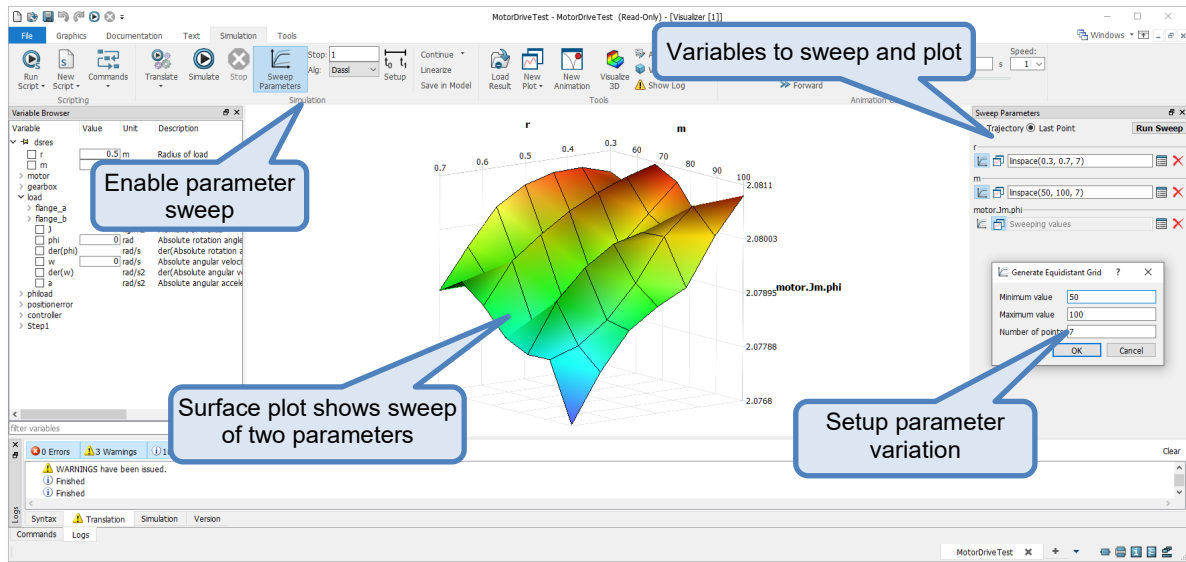 MotorDriveTest - MotorDriveTest (Read-Only) - [Visualizer [1]]
File Graphics Documentation Text Simulation Tools
Windows
Run Script
New Script
Commands
Translate
Simulate
Stop
Sweep Parameters
Stop: 1
Alg: Dassl
t0 t1
Setup
Continue
Linearize
Save in Model
Load Result
New Plot
New Animation
Visualize 3D
Show Log
Forward
s
Speed:
1
Scripting
Simulation
Tools
Variables to sweep and plot
Variable Browser
Variable Value Unit Description
dsres
r 0.5 m Radius of load
m
motor
gearbox
load
flange_a
flange_b
J
phi 0 rad Absolute rotation angle
der(phi) rad/s der(Absolute rotation a
w 0 rad/s Absolute angular veloci
der(w) rad/s2 der(Absolute angular v
a rad/s2 Absolute angular accele
phiload
positionerror
controller
Step1
filter variables
Enable parameter
sweep
r
m
0.7
0.6
0.5
0.4
0.3
60
70
80
90
100
2.0811
2.08003
2.07895
motor.Jm.phi
2.07788
2.0768
Surface plot shows sweep
of two parameters
Sweep Parameters
Trajectory Last Point Run Sweep
r
linspace(0.3, 0.7, 7)
m
linspace(50, 100, 7)
motor.Jm.phi
Sweeping values
Generate Equidistant Grid ? X
Minimum value 50
Maximum value 100
Number of points 7
OK Cancel
Setup parameter
variation
0 Errors 3 Warnings
Clear
WARNINGS have been issued.
Finished
Finished
Logs
Syntax Translation Simulation Version
Commands Logs
MotorDriveTest